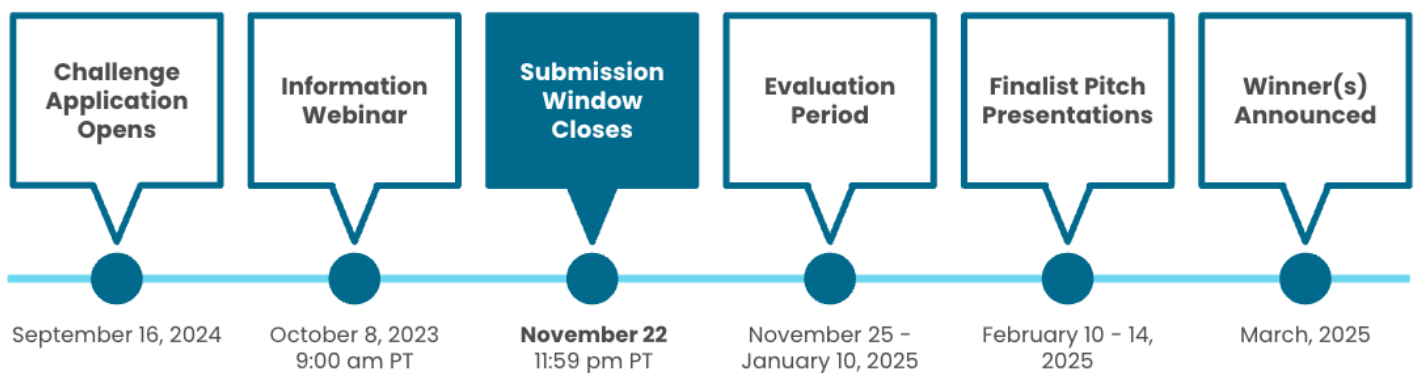 Challenge
Application
Opens
Information
Webinar
Submission
Window
Closes
Evaluation
Period
Finalist Pitch
Presentations
Winner(s)
Announced
September 16, 2024
October 8, 2023
9:00 am PT
November 22
11:59 pm PT
November 25 -
January 10, 2025
February 10 - 14,
2025
March, 2025